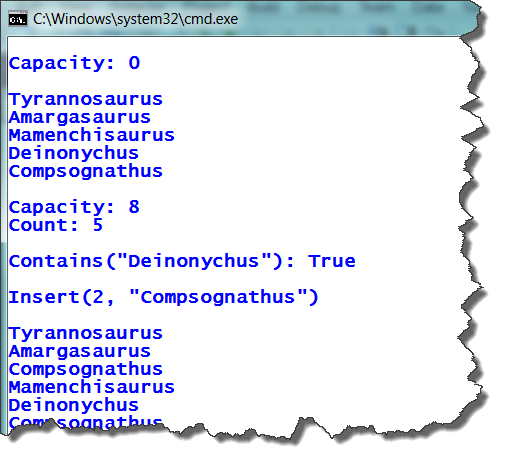 C:\Windows\system32\cmd.exe
Capacity: 0
Tyrannosaurus
Amargasaurus
Mamenchisaurus
Deinonychus
Compsognathus
Capacity: 8
Count: 5
Contains("Deinonychus"): True
Insert(2, "Compsognathus")
Tyrannosaurus
Amargasaurus
Compsognathus
Mamenchisaurus
Deinonychus
Compsognathus